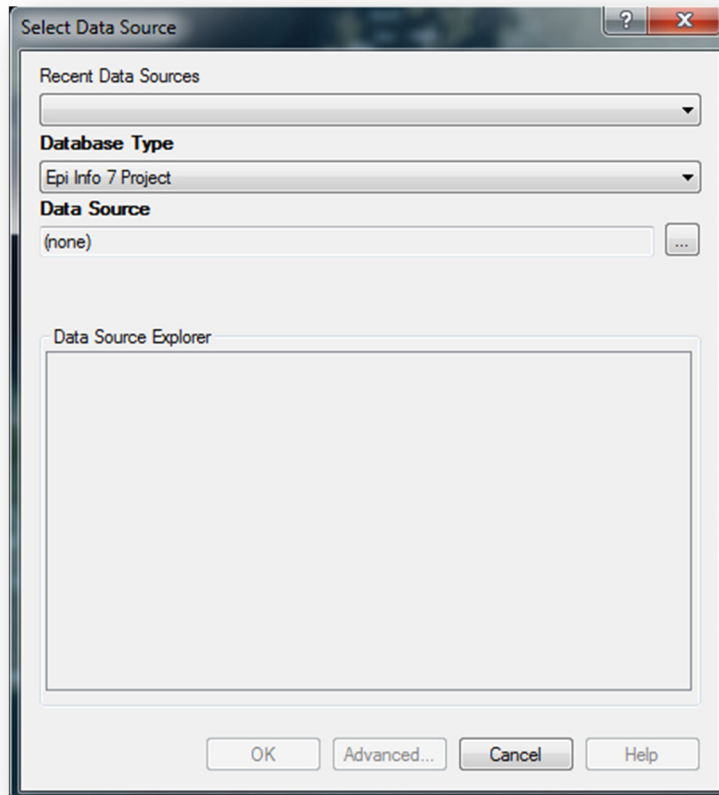 Select Data Source
?
X
Recent Data Sources
Database Type
Epi Info 7 Project
Data Source
(none)
...
Data Source Explorer
OK
Advanced...
Cancel
Help